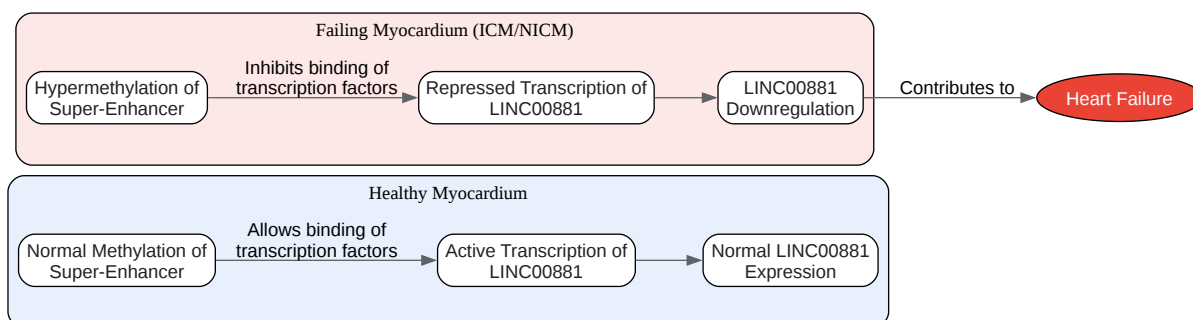 Failing Myocardium (ICM/NICM)
Hypermethylation of
Super-Enhancer
Inhibits binding of
transcription factors
Repressed Transcription of
LINC00881
LINC00881
Downregulation
Contributes to
Heart Failure
Healthy Myocardium
Normal Methylation of
Super-Enhancer
Allows binding of
transcription factors
Active Transcription of
LINC00881
Normal LINC00881
Expression